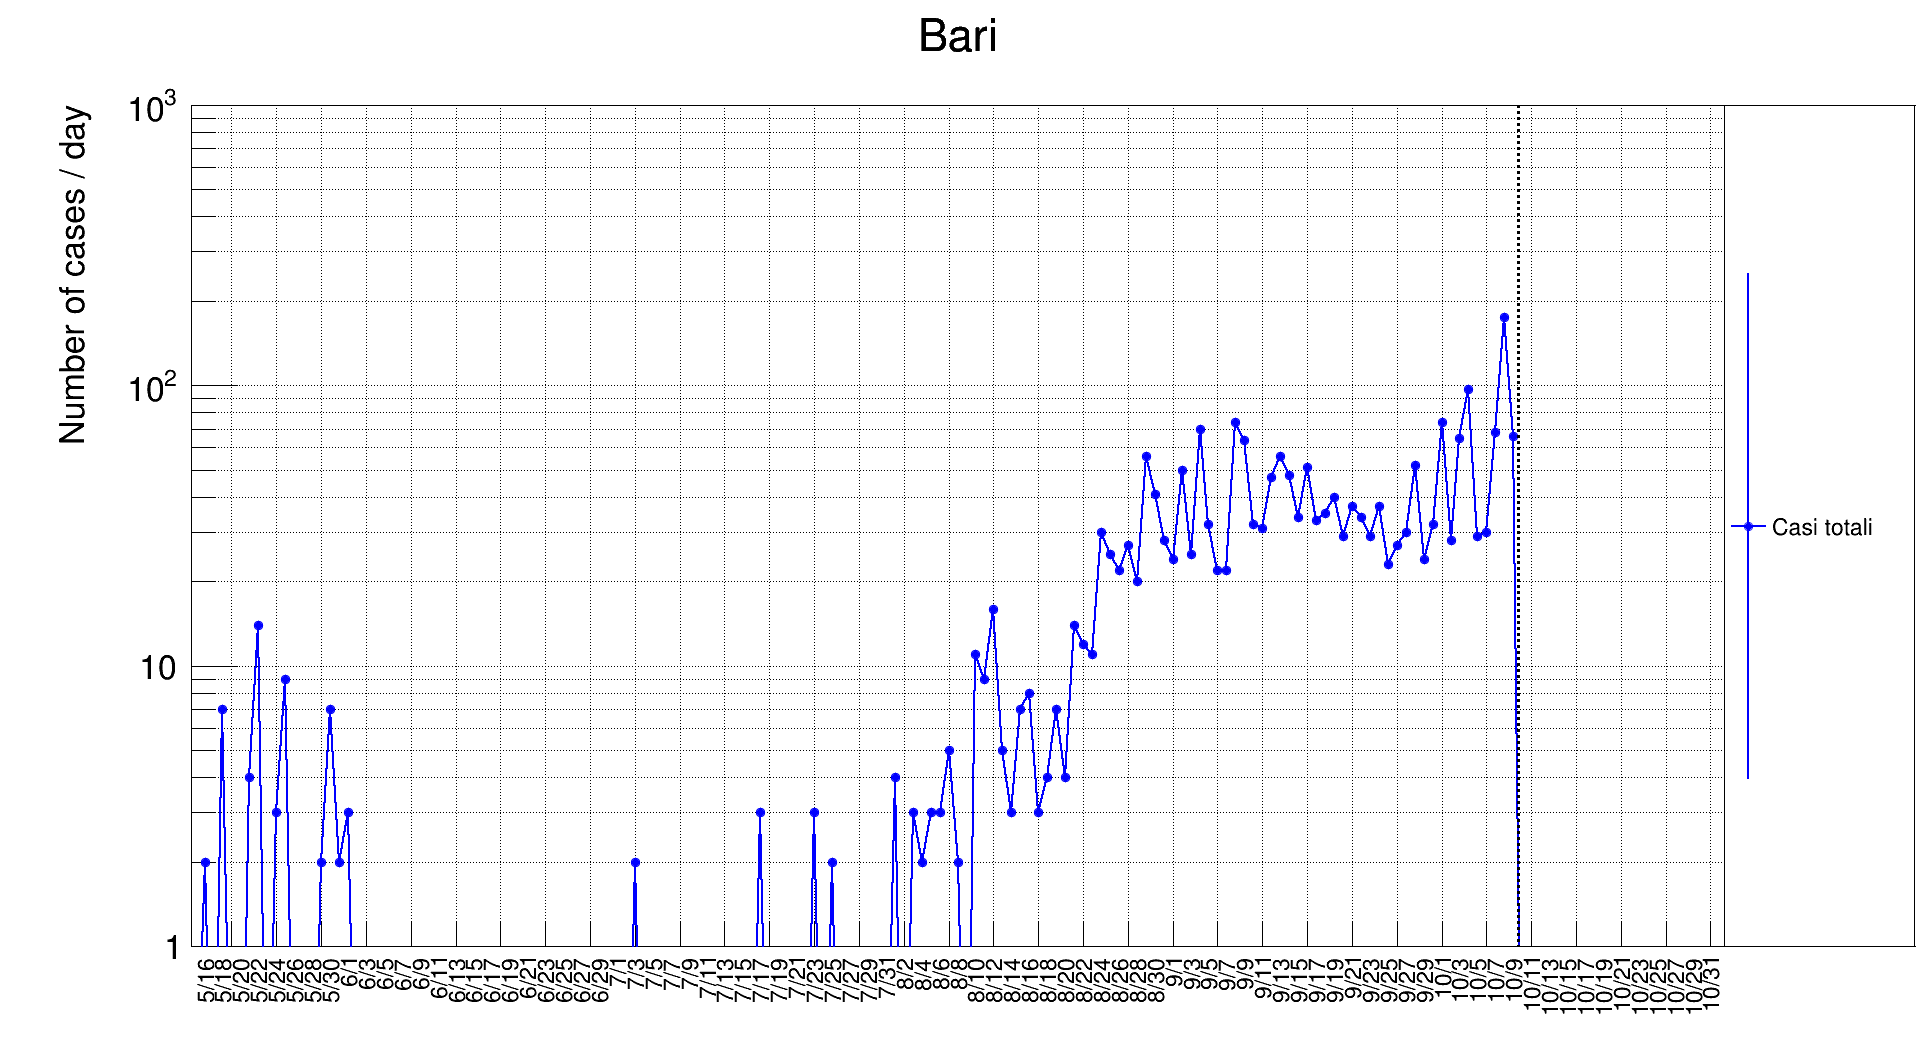 Bari
Number of cases / day
10³
10²
10
1
5/16 5/18 5/20 5/22 5/24 5/26 5/28 5/30 6/1 6/3 6/5 6/7 6/9 6/11 6/13 6/15 6/17 6/19 6/21 6/23 6/25 6/27 6/29 7/1 7/3 7/5 7/7 7/9 7/11 7/13 7/15 7/17 7/19 7/21 7/23 7/25 7/27 7/29 7/31 8/2 8/4 8/6 8/8 8/10 8/12 8/14 8/16 8/18 8/20 8/22 8/24 8/26 8/28 8/30 9/1 9/3 9/5 9/7 9/9 9/11 9/13 9/15 9/17 9/19 9/21 9/23 9/25 9/27 9/29 10/1 10/3 10/5 10/7 10/9 10/11 10/13 10/15 10/17 10/19 10/21 10/23 10/25 10/27 10/29 10/31
Casi totali